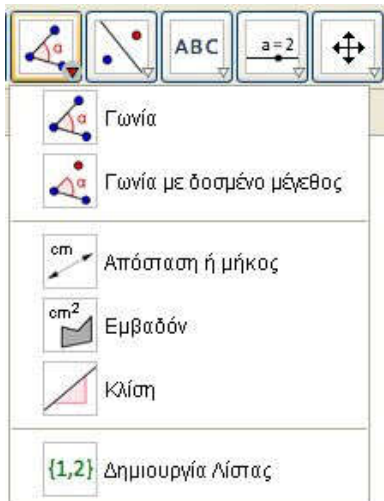 α ABC a=2
α Γωνία
α Γωνία με δοσμένο μέγεθος
cm Απόσταση ή μήκος
cm² Εμβαδόν
Κλίση
{1,2} Δημιουργία Λίστας